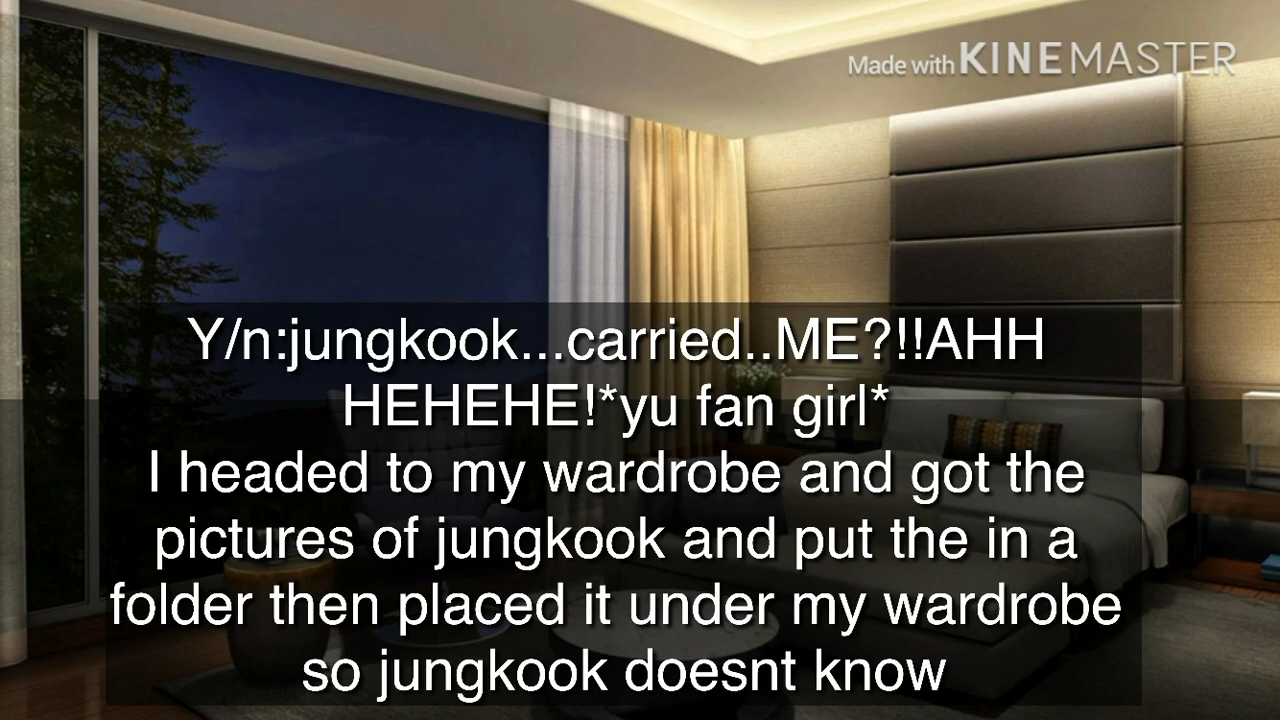 Made with KINEMASTER
Y/n:jungkook...carried..ME?!!AHH
HEHEHE!*yu fan girl*
I headed to my wardrobe and got the
pictures of jungkook and put the in a
folder then placed it under my wardrobe
so jungkook doesnt know